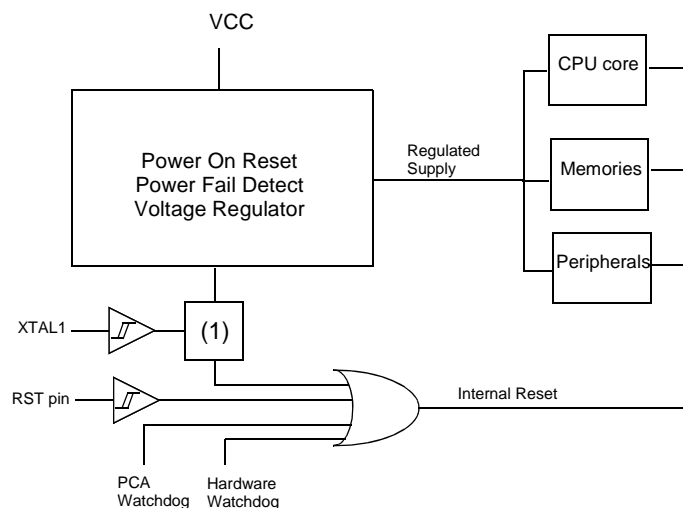 VCC
CPU core
Power On Reset
Power Fail Detect
Voltage Regulator
Regulated
Supply
Memories
Peripherals
XTAL1
(1)
RST pin
Internal Reset
PCA
Watchdog
Hardware
Watchdog